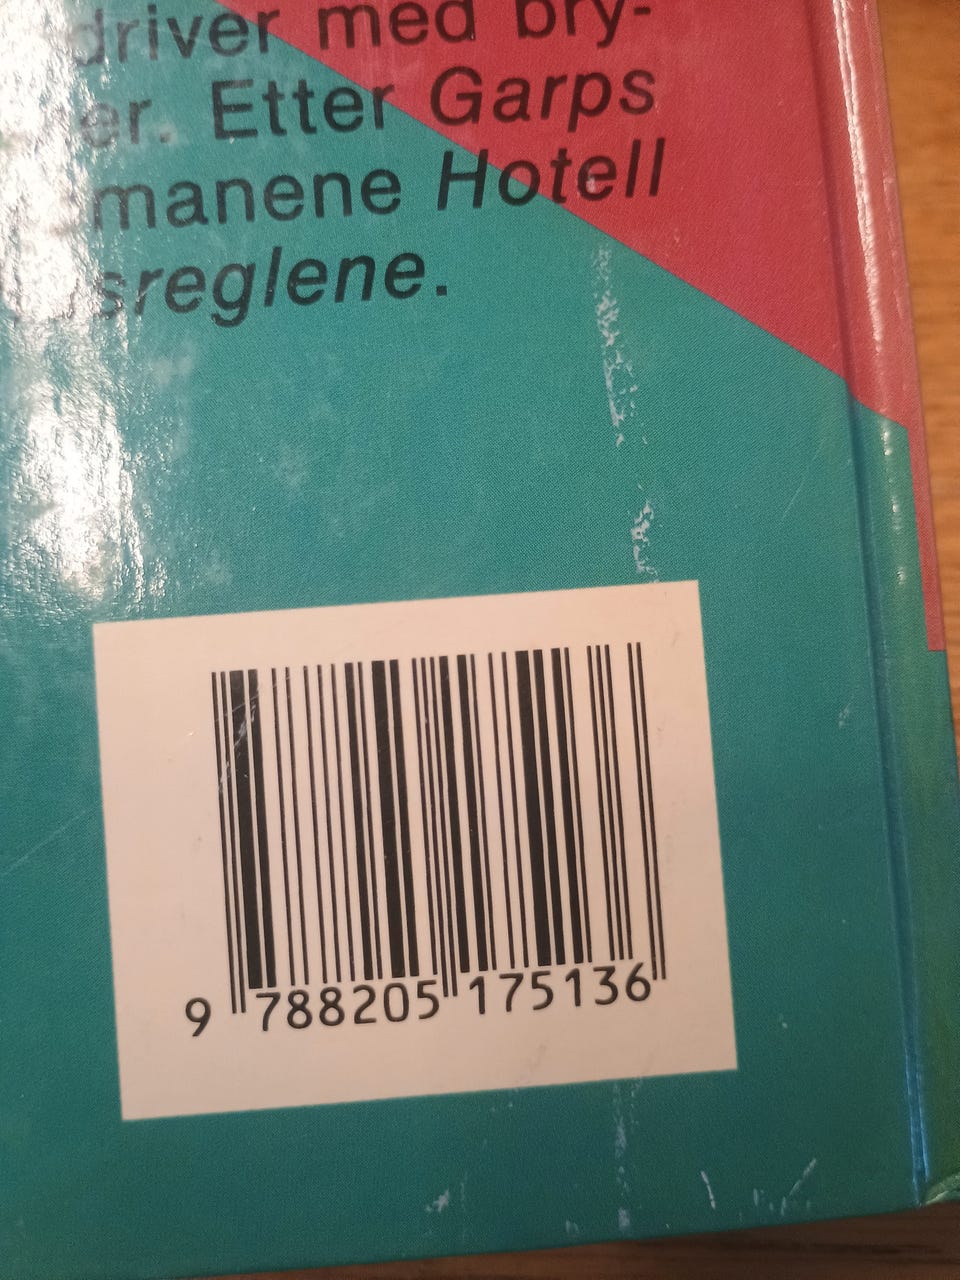 driver med bry-
er. Etter Garps
manene Hotell
sreglene.
9 788205 175136